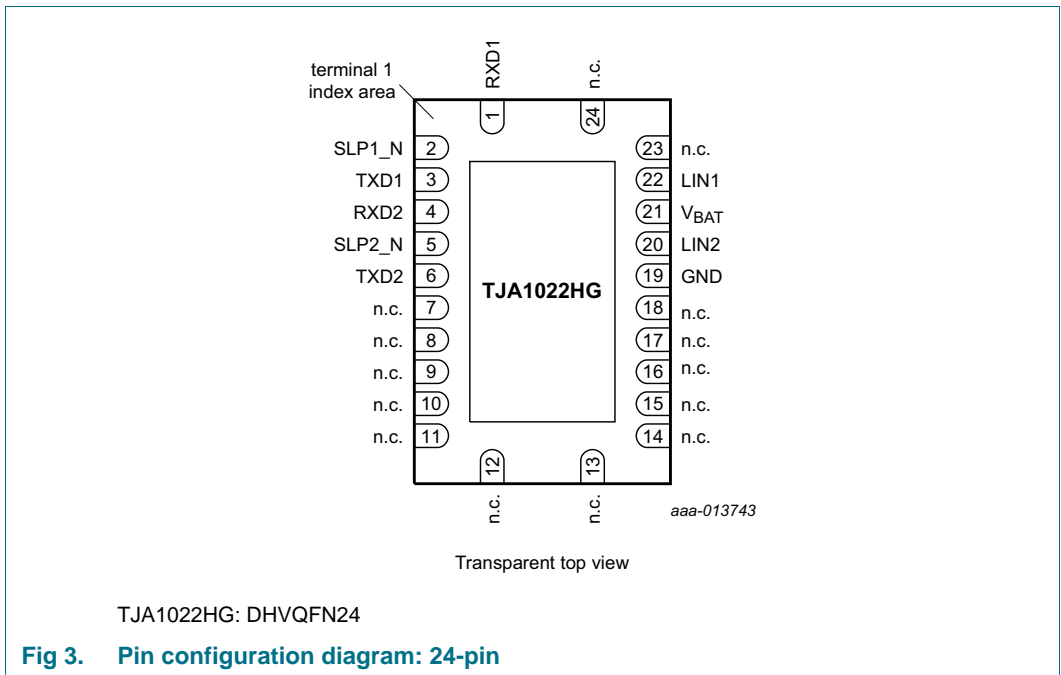 terminal 1
index area
RXD1
n.c.
1
24
SLP1_N 2
23 n.c.
TXD1 3
22 LIN1
RXD2 4
21 VBAT
SLP2_N 5
20 LIN2
TXD2 6
19 GND
TJA1022HG
n.c. 7
18 n.c.
n.c. 8
17 n.c.
n.c. 9
16 n.c.
n.c. 10
15 n.c.
n.c. 11
14 n.c.
12
13
n.c.
n.c.
aaa-013743
Transparent top view
TJA1022HG: DHVQFN24
Fig 3. Pin configuration diagram: 24-pin